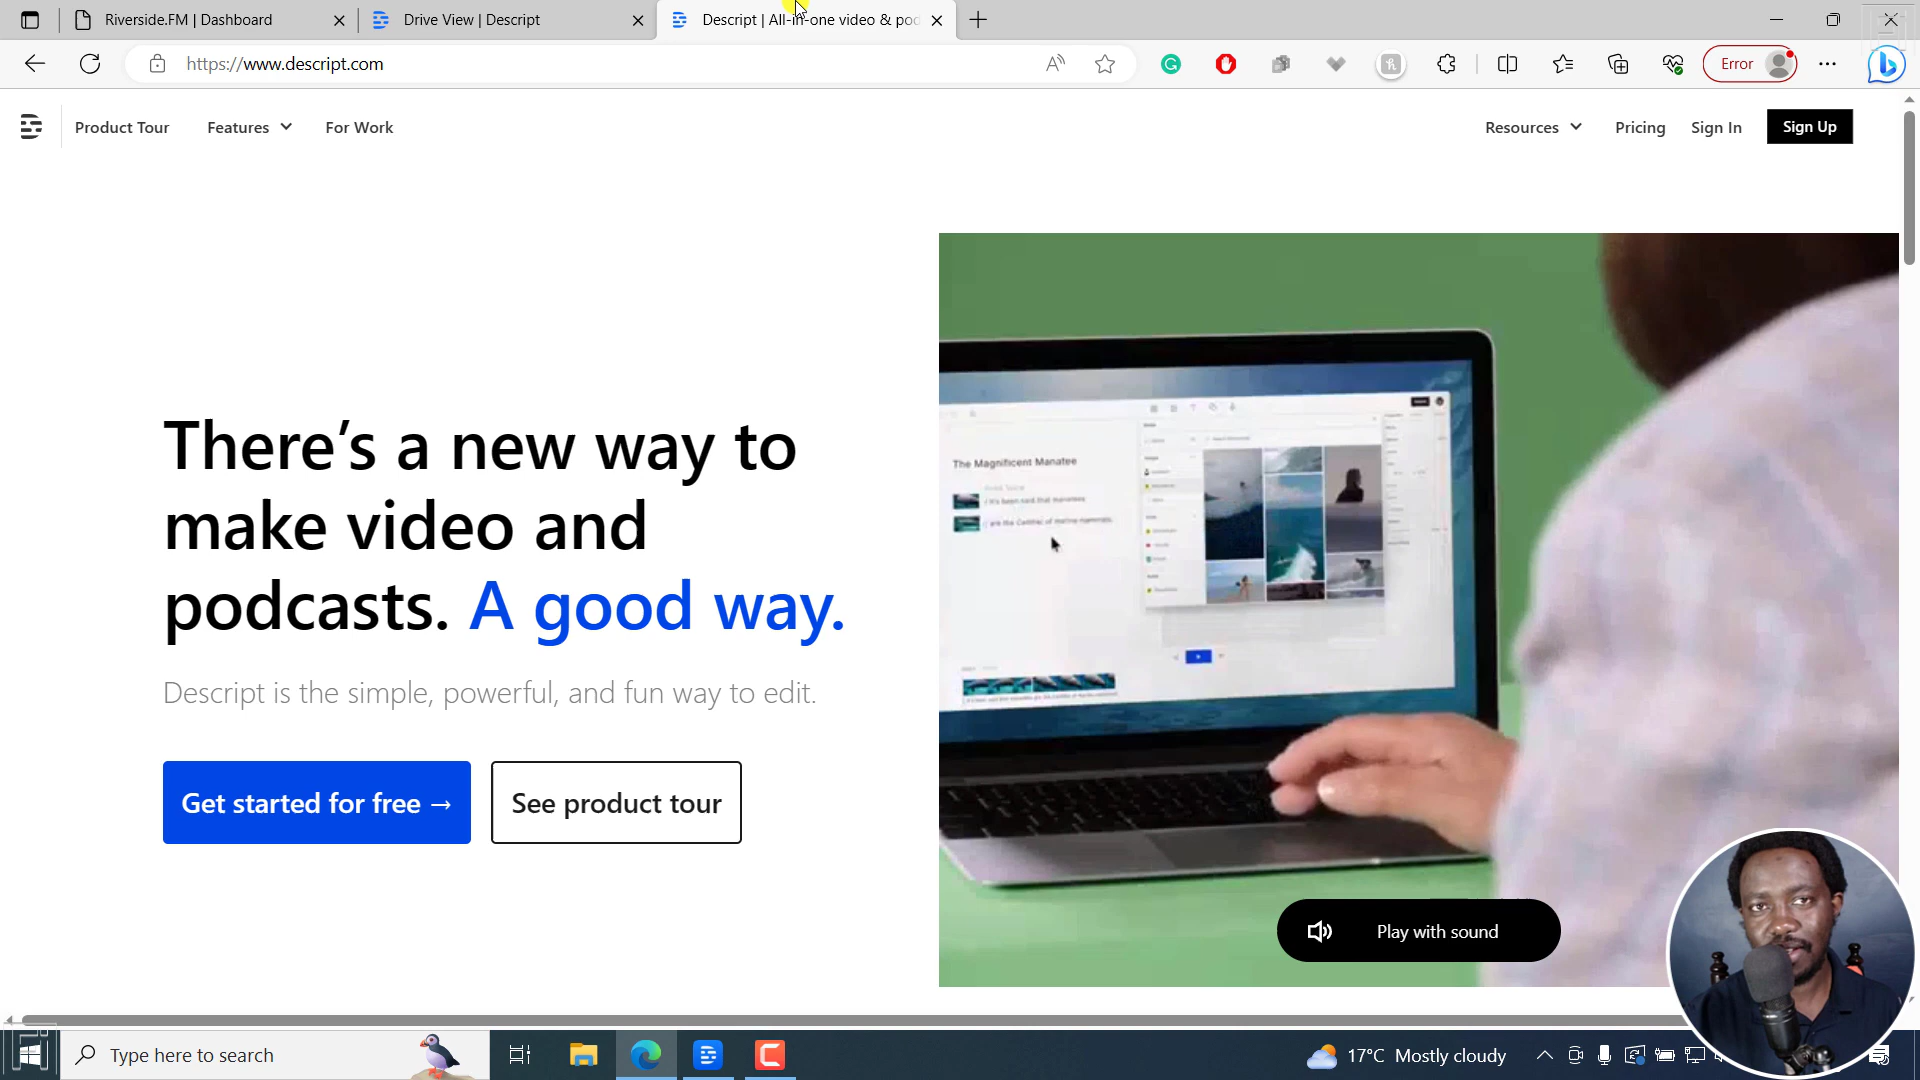 Riverside.FM | Dashboard
Drive View | Descript
Descript | All-in-one video & pod
https://www.descript.com
Error
Product Tour
Features
For Work
Resources
Pricing
Sign In
Sign Up
There's a new way to
make video and
podcasts. A good way.
Descript is the simple, powerful, and fun way to edit.
Get started for free →
See product tour
The Magnificent Manatee
Play with sound
Type here to search
17°C Mostly cloudy